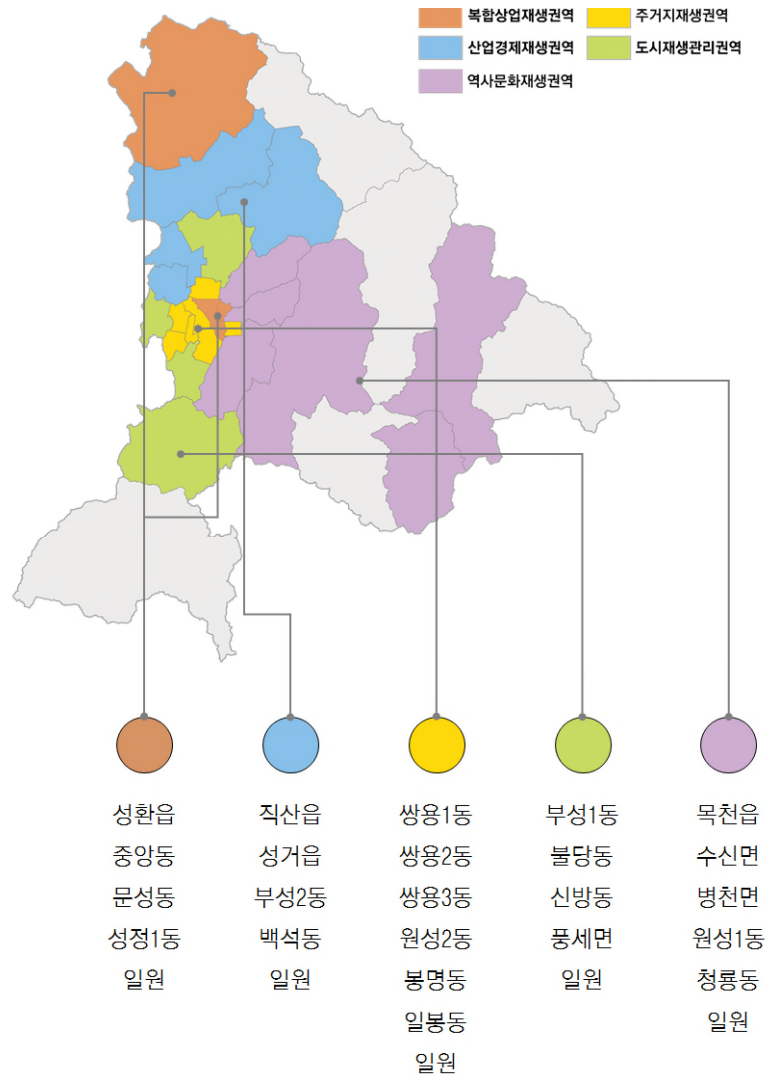 복합상업재생권역
주거지재생권역
산업경제재생권역
도시재생관리권역
역사문화재생권역
성환읍
중앙동
문성동
성정1동
일원
직산읍
성거읍
부성2동
백석동
일원
쌍용1동
쌍용2동
쌍용3동
원성2동
봉명동
일봉동
일원
부성1동
불당동
신방동
풍세면
일원
목천읍
수신면
병천면
원성1동
청룡동
일원